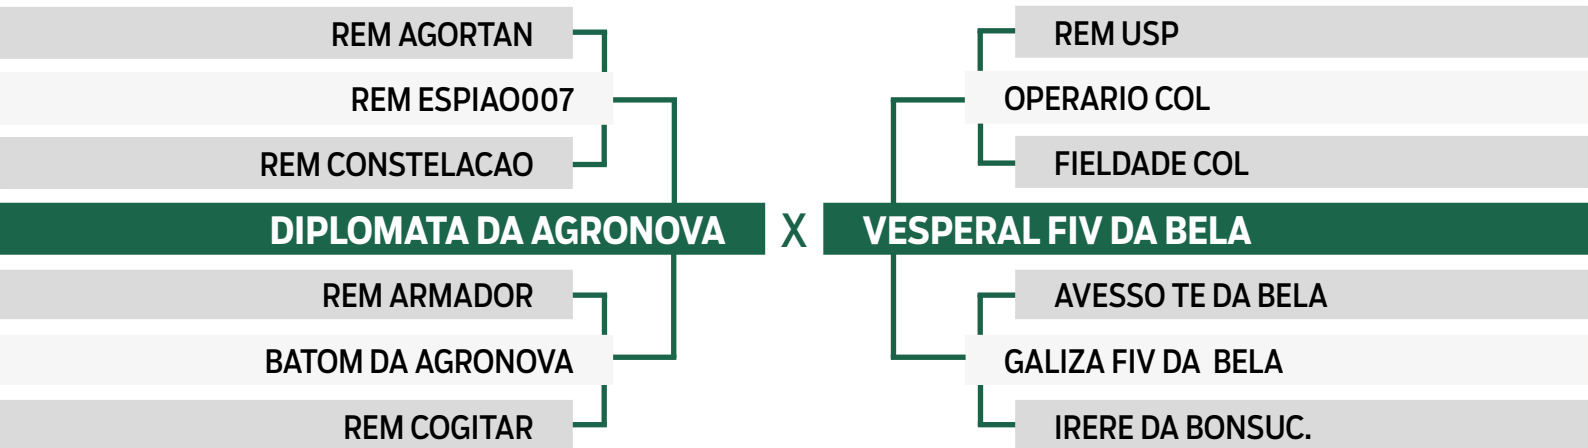 REM AGORTAN
REM ESPIAO007
REM CONSTELACAO
DIPLOMATA DA AGRONOVA
REM ARMADOR
BATOM DA AGRONOVA
REM COGITAR
X
REM USP
OPERARIO COL
FIELDADE COL
VESPERAL FIV DA BELA
AVESSO TE DA BELA
GALIZA FIV DA  BELA
IRERE DA BONSUC.